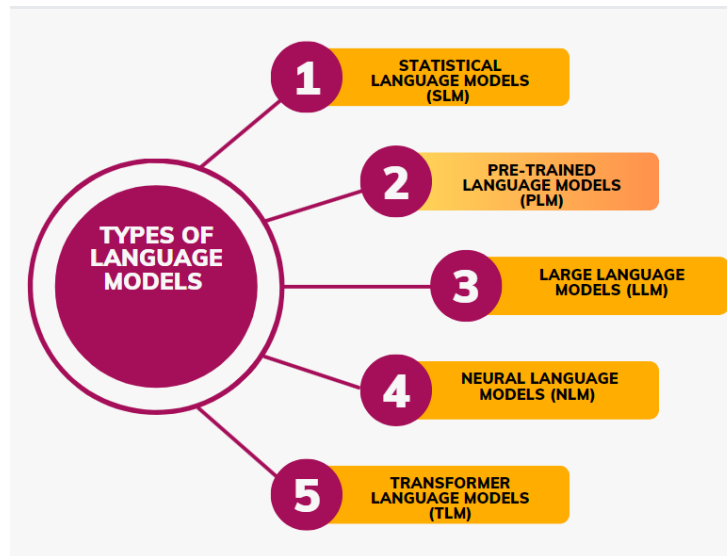 TYPES OF
LANGUAGE
MODELS
1
STATISTICAL
LANGUAGE MODELS
(SLM)
2
PRE-TRAINED
LANGUAGE MODELS
(PLM)
3
LARGE LANGUAGE
MODELS (LLM)
4
NEURAL LANGUAGE
MODELS (NLM)
5
TRANSFORMER
LANGUAGE MODELS
(TLM)